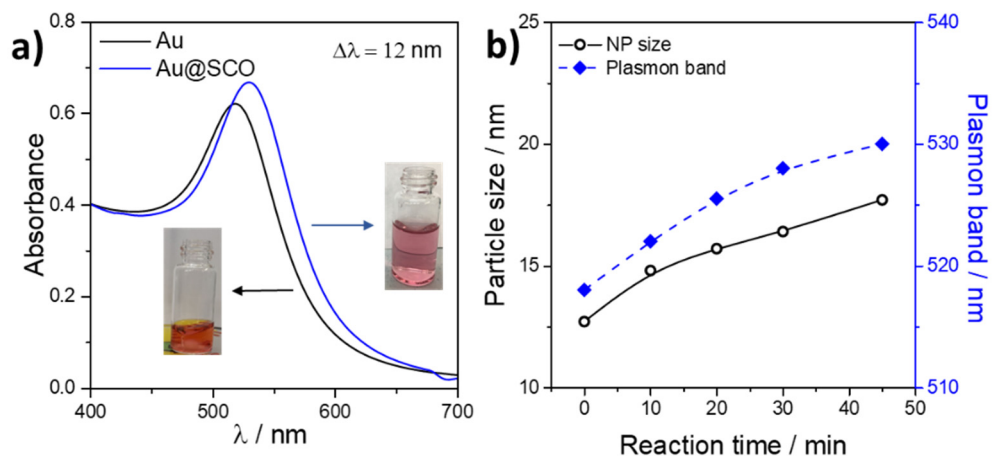 a)
Au
Au@SCO
Δλ = 12 nm
0.8
0.6
0.4
0.2
0.0
Absorbance
400
500
600
700
λ / nm
b)
NP size
Plasmon band
25
20
15
10
Particle size / nm
540
530
520
510
Plasmon band / nm
0
10
20
30
40
50
Reaction time / min